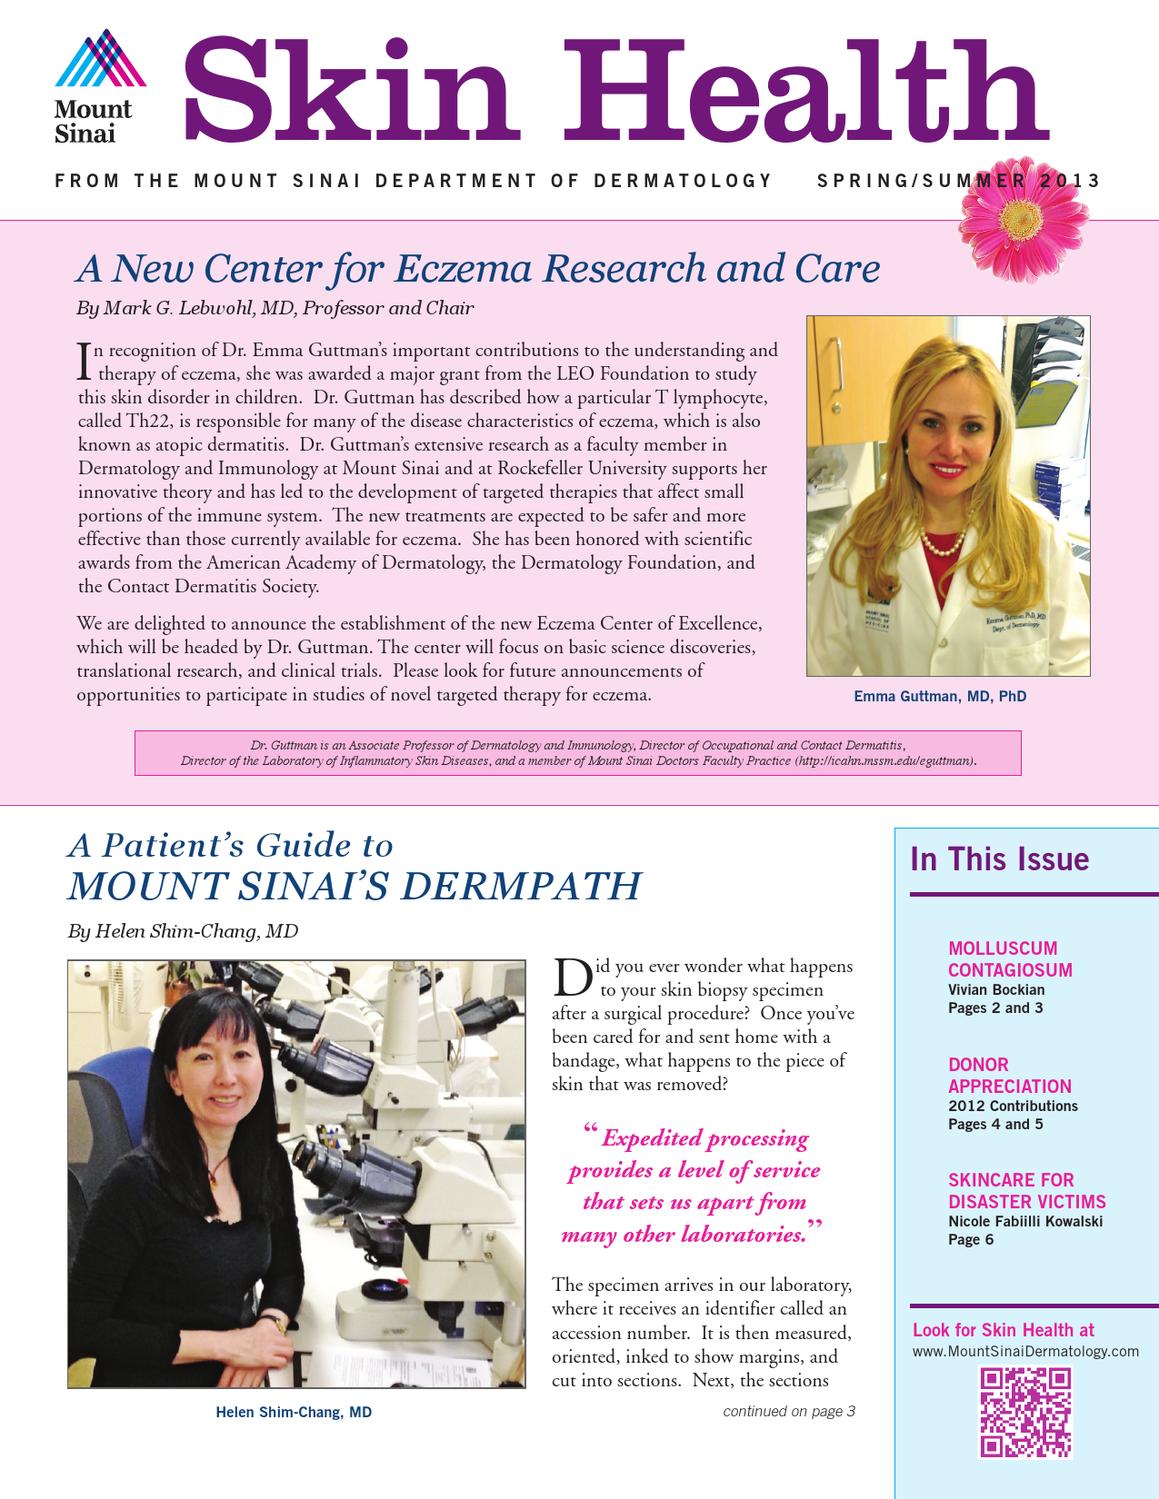 Mount
Sinai
Skin Health
FROM THE MOUNT SINAI DEPARTMENT OF DERMATOLOGY SPRING/SUMMER 2013
A New Center for Eczema Research and Care
By Mark G. Lebwohl, MD, Professor and Chair
In recognition of Dr. Emma Guttman's important contributions to the understanding and
therapy of eczema, she was awarded a major grant from the LEO Foundation to study
this skin disorder in children. Dr. Guttman has described how a particular T lymphocyte,
called Th22, is responsible for many of the disease characteristics of eczema, which is also
known as atopic dermatitis. Dr. Guttman's extensive research as a faculty member in
Dermatology and Immunology at Mount Sinai and at Rockefeller University supports her
innovative theory and has led to the development of targeted therapies that affect small
portions of the immune system. The new treatments are expected to be safer and more
effective than those currently available for eczema. She has been honored with scientific
awards from the American Academy of Dermatology, the Dermatology Foundation, and
the Contact Dermatitis Society.
We are delighted to announce the establishment of the new Eczema Center of Excellence,
which will be headed by Dr. Guttman. The center will focus on basic science discoveries,
translational research, and clinical trials. Please look for future announcements of
opportunities to participate in studies of novel targeted therapy for eczema.
Emma Guttman, PhD, MD
Dept. of Dermatology
Emma Guttman, MD, PhD
Dr. Guttman is an Associate Professor of Dermatology and Immunology, Director of Occupational and Contact Dermatitis,
Director of the Laboratory of Inflammatory Skin Diseases, and a member of Mount Sinai Doctors Faculty Practice (http://icahn.mssm.edu/eguttman).
A Patient's Guide to
MOUNT SINAI'S DERMPATH
By Helen Shim-Chang, MD
Helen Shim-Chang, MD
Did you ever wonder what happens
to your skin biopsy specimen
after a surgical procedure? Once you've
been cared for and sent home with a
bandage, what happens to the piece of
skin that was removed?
"Expedited processing
provides a level of service
that sets us apart from
many other laboratories."
The specimen arrives in our laboratory,
where it receives an identifier called an
accession number. It is then measured,
oriented, inked to show margins, and
cut into sections. Next, the sections
continued on page 3
In This Issue
MOLLUSCUM
CONTAGIOSUM
Vivian Bockian
Pages 2 and 3
DONOR
APPRECIATION
2012 Contributions
Pages 4 and 5
SKINCARE FOR
DISASTER VICTIMS
Nicole Fabiilli Kowalski
Page 6
Look for Skin Health at
www.MountSinaiDermatology.com